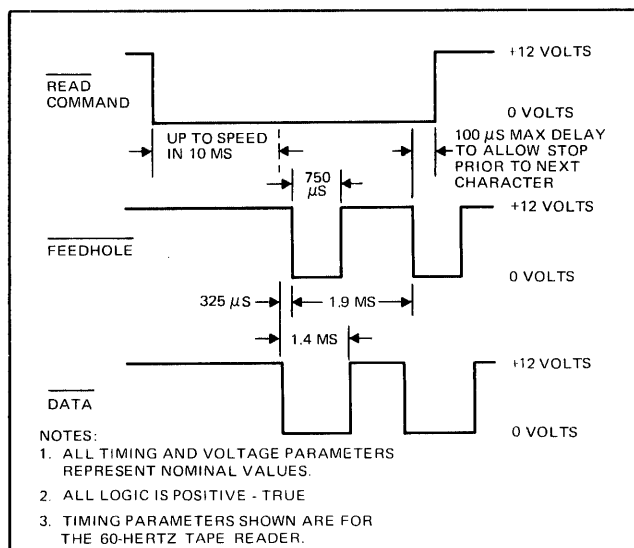 +12 VOLTS
READ
COMMAND
0 VOLTS
UP TO SPEED
IN 10 MS
100 µS MAX DELAY
TO ALLOW STOP
PRIOR TO NEXT
CHARACTER
750
µS
+12 VOLTS
FEEDHOLE
0 VOLTS
325 µS
1.9 MS
1.4 MS
+12 VOLTS
DATA
0 VOLTS
NOTES:
1. ALL TIMING AND VOLTAGE PARAMETERS
REPRESENT NOMINAL VALUES.
2. ALL LOGIC IS POSITIVE - TRUE
3. TIMING PARAMETERS SHOWN ARE FOR
THE 60-HERTZ TAPE READER.